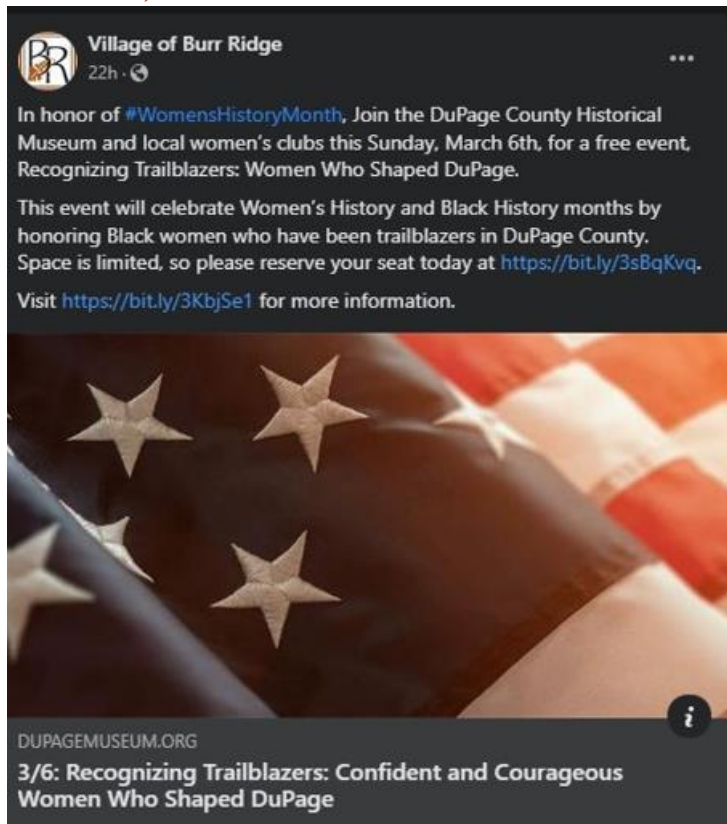 BR
Village of Burr Ridge
22h
In honor of #WomensHistoryMonth, Join the DuPage County Historical
Museum and local women's clubs this Sunday, March 6th, for a free event,
Recognizing Trailblazers: Women Who Shaped DuPage.
This event will celebrate Women's History and Black History months by
honoring Black women who have been trailblazers in DuPage County.
Space is limited, so please reserve your seat today at https://bit.ly/3sBqKvq.
Visit https://bit.ly/3KbjSe1 for more information.
i
DUPAGEMUSEUM.ORG
3/6: Recognizing Trailblazers: Confident and Courageous
Women Who Shaped DuPage